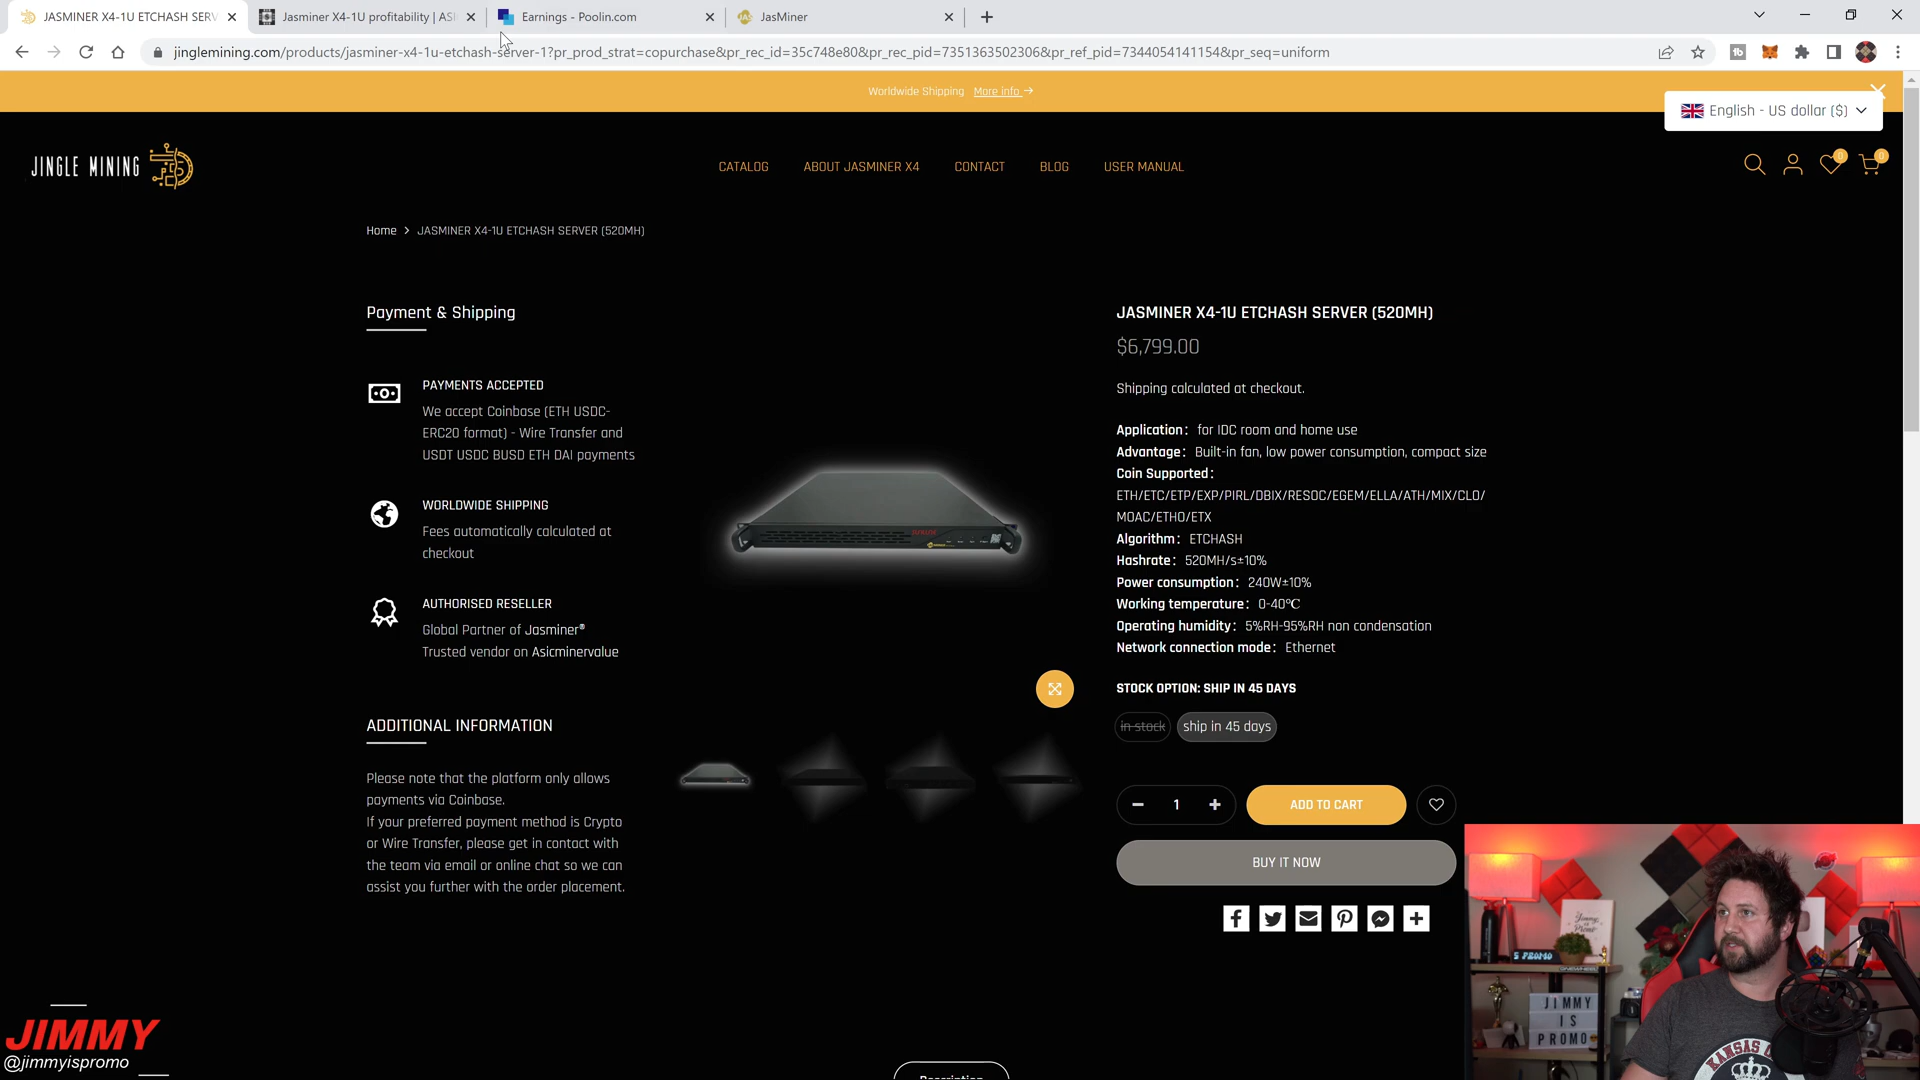 JASMINER X4-1U ETCHASH SERV
Jasminer X4-1U profitability | ASI
Earnings - Poolin.com
JasMiner
jinglemining.com/products/jasminer-x4-1u-etchash-server-1?pr_prod_strat=copurchase&pr_rec_id=35c748e80&pr_rec_pid=7351363502306&pr_ref_pid=7344054141154&pr_seq=uniform
Worldwide Shipping More info →
English - US dollar ($)
JINGLE MINING
CATALOG ABOUT JASMINER X4 CONTACT BLOG USER MANUAL
0 0
Home > JASMINER X4-1U ETCHASH SERVER (520MH)
Payment & Shipping
PAYMENTS ACCEPTED
We accept Coinbase (ETH USDC-
ERC20 format) - Wire Transfer and
USDT USDC BUSD ETH DAI payments
WORLDWIDE SHIPPING
Fees automatically calculated at
checkout
AUTHORISED RESELLER
Global Partner of Jasminer®
Trusted vendor on Asicminervalue
ADDITIONAL INFORMATION
Please note that the platform only allows
payments via Coinbase.
If your preferred payment method is Crypto
or Wire Transfer, please get in contact with
the team via email or online chat so we can
assist you further with the order placement.
JASMINER X4-1U ETCHASH SERVER (520MH)
$6,799.00
Shipping calculated at checkout.
Application: for IDC room and home use
Advantage: Built-in fan, low power consumption, compact size
Coin Supported:
ETH/ETC/ETP/EXP/PIRL/DBIX/RESOC/EGEM/ELLA/ATH/MIX/CLO/
MOAC/ETHO/ETX
Algorithm: ETCHASH
Hashrate: 520MH/s±10%
Power consumption: 240W±10%
Working temperature: 0-40℃
Operating humidity: 5%RH-95%RH non condensation
Network connection mode: Ethernet
STOCK OPTION: SHIP IN 45 DAYS
in stock ship in 45 days
1
ADD TO CART
BUY IT NOW
Description
JIMMY
@jimmyispromo
5 PROMO
JIMMY
IS
PROMO
KANSAS